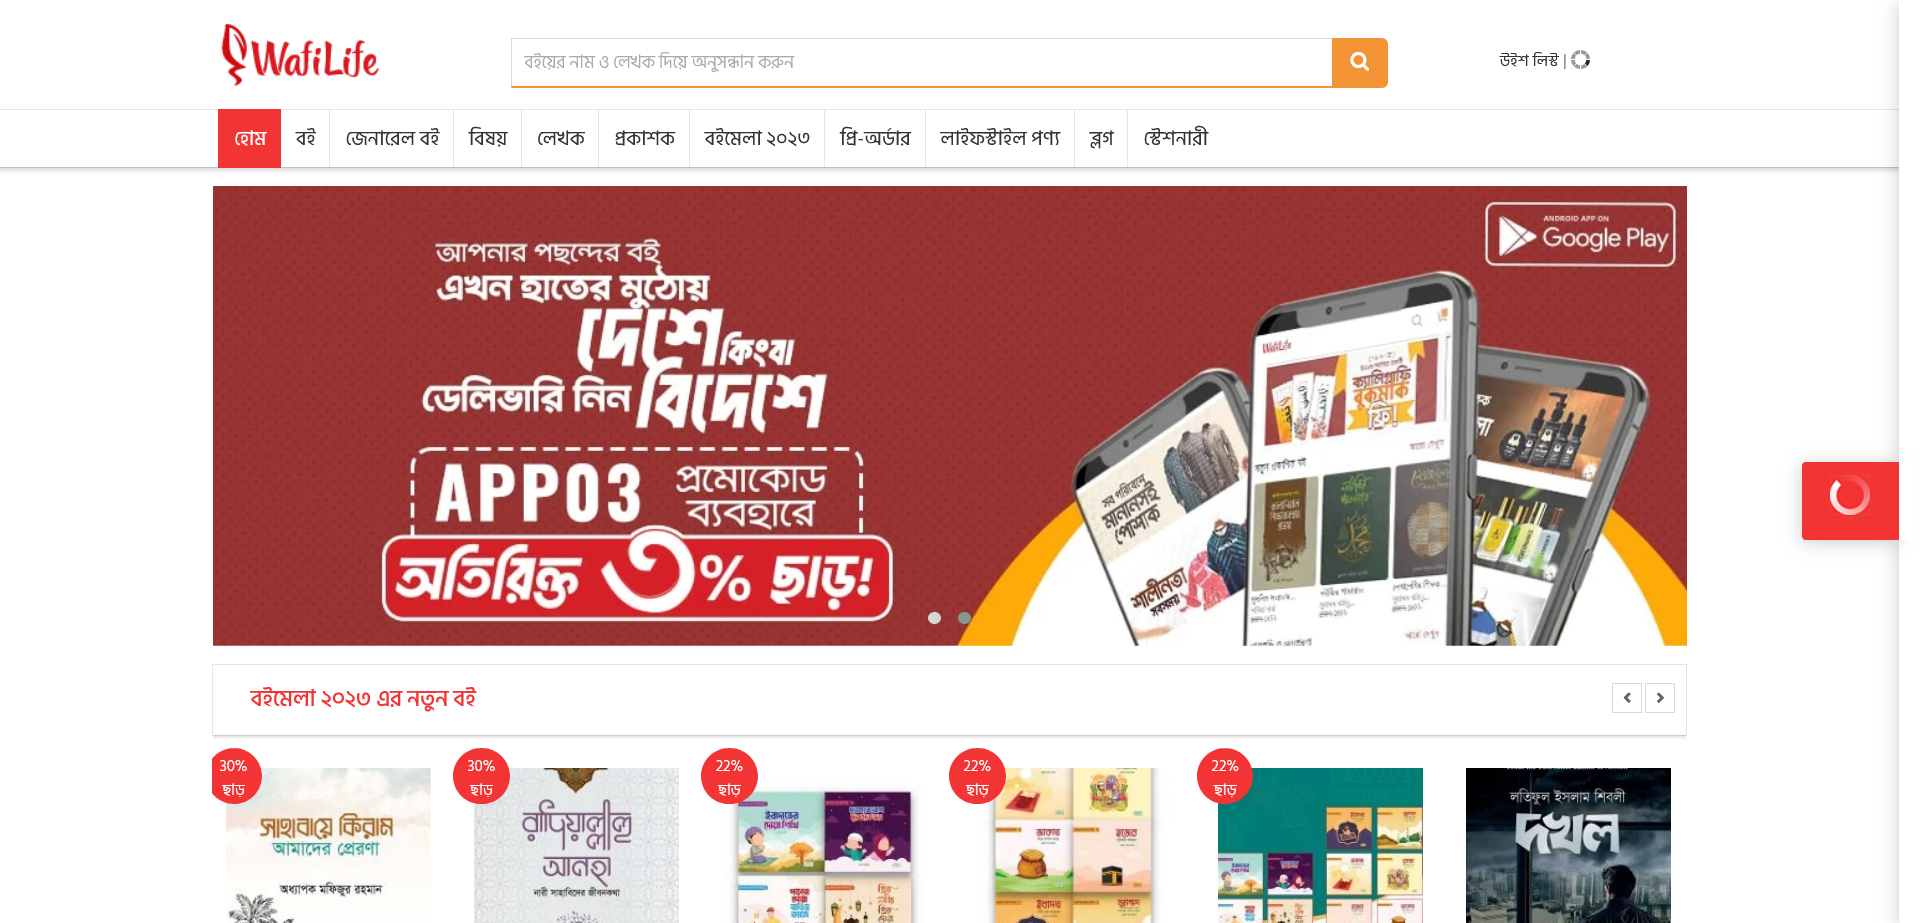 WafiLife
বইয়ের নাম ও লেখক দিয়ে অনুসন্ধান করুন
উইশ লিস্ট |
হোম বই জেনারেল বই বিষয় লেখক প্রকাশক বইমেলা ২০২৩ প্রি-অর্ডার লাইফস্টাইল পণ্য ব্লগ স্টেশনারী
আপনার পছন্দের বই
এখন হাতের মুঠোয়
দেশে কিংবা
ডেলিভারি নিন বিদেশে
APP03 প্রমোকোড
ব্যবহারে
অতিরিক্ত ৩% ছাড়!
ANDROID APP ON
Google Play
WafiLife
ক্যালিগ্রাফি
বুকমার্ক
ফ্রি!
সব পরিবেশে
মানানসই
পোশাক
শালীনতা
সবসময়
বইমেলা ২০২৩ এর নতুন বই
30%
ছাড়
30%
ছাড়
22%
ছাড়
22%
ছাড়
22%
ছাড়
সাহাবায়ে কিরাম
আমাদের প্রেরণা
অধ্যাপক মফিজুর রহমান
রাদিয়াল্লাহু
আনহা
নারী সাহাবিদের জীবনকথা
যাকাত
হজের
লতিফুল ইসলাম শিবলী
দখল